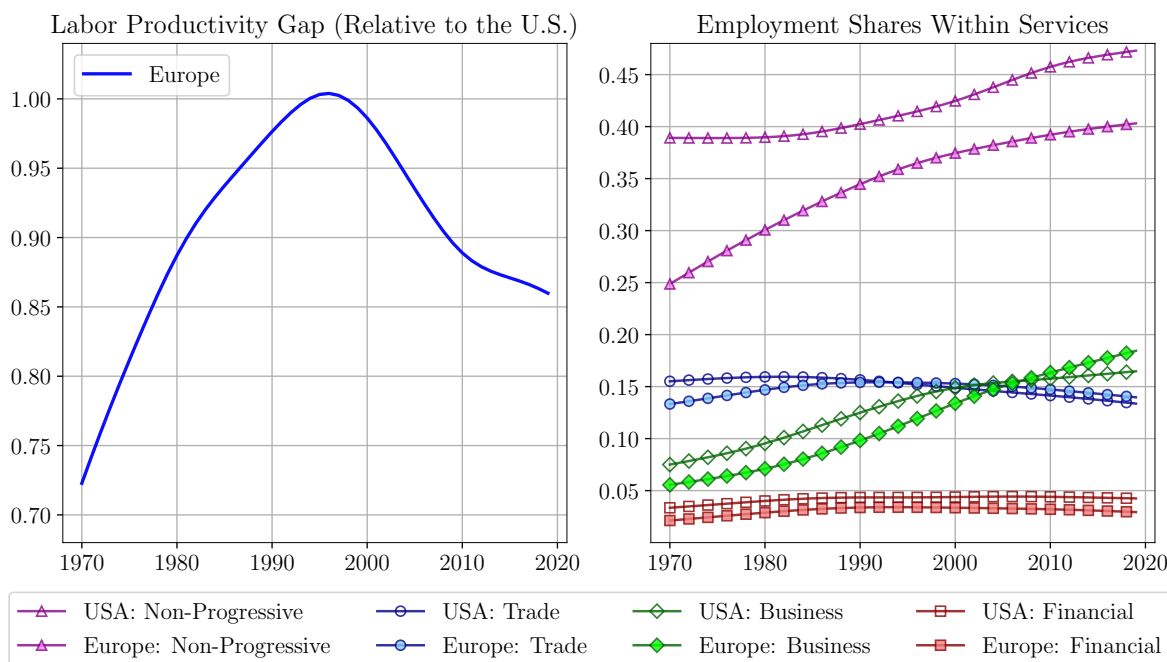 Labor Productivity Gap (Relative to the U.S.)
Europe
1.00
0.95
0.90
0.85
0.80
0.75
0.70
1970 1980 1990 2000 2010 2020
Employment Shares Within Services
0.45
0.40
0.35
0.30
0.25
0.20
0.15
0.10
0.05
1970 1980 1990 2000 2010 2020
USA: Non-Progressive USA: Trade USA: Business USA: Financial
Europe: Non-Progressive Europe: Trade Europe: Business Europe: Financial